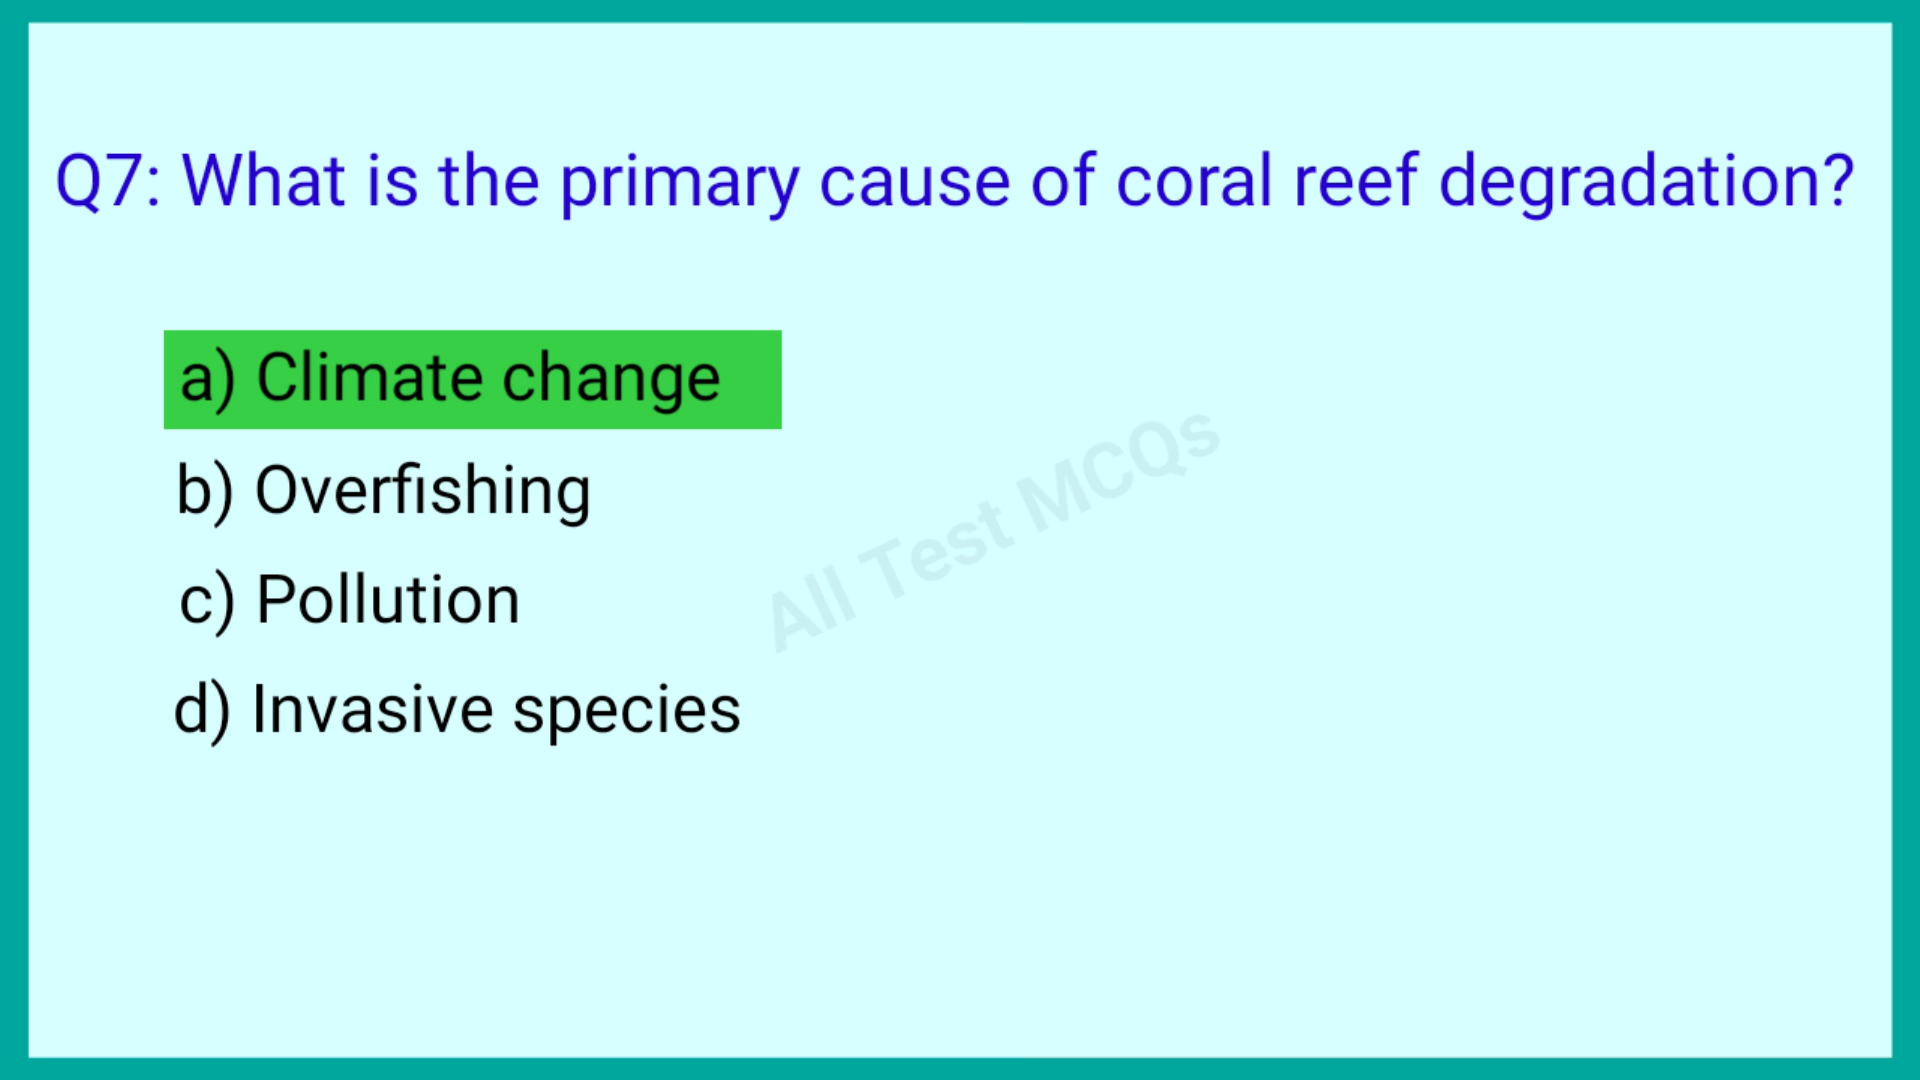 Q7: What is the primary cause of coral reef degradation?
a) Climate change
b) Overfishing
c) Pollution
d) Invasive species
All Test MCQs